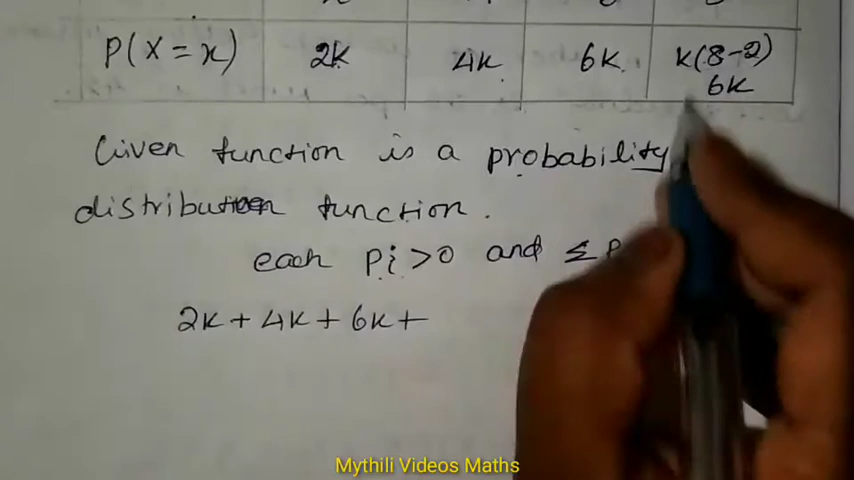 P(X = x) 2k 4k 6k k(8-2)
6k
Given function is a probability
distribution function.
each Pi > 0 and ≤ P
2k + 4k + 6k +
Mythili Videos Maths